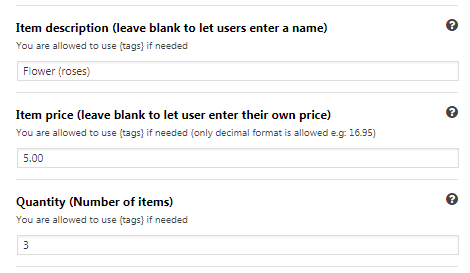 Item description (leave blank to let users enter a name)
You are allowed to use {tags} if needed
Flower (roses)
Item price (leave blank to let user enter their own price)
You are allowed to use {tags} if needed (only decimal format is allowed e.g: 16.95)
5.00
Quantity (Number of items)
You are allowed to use {tags} if needed
3